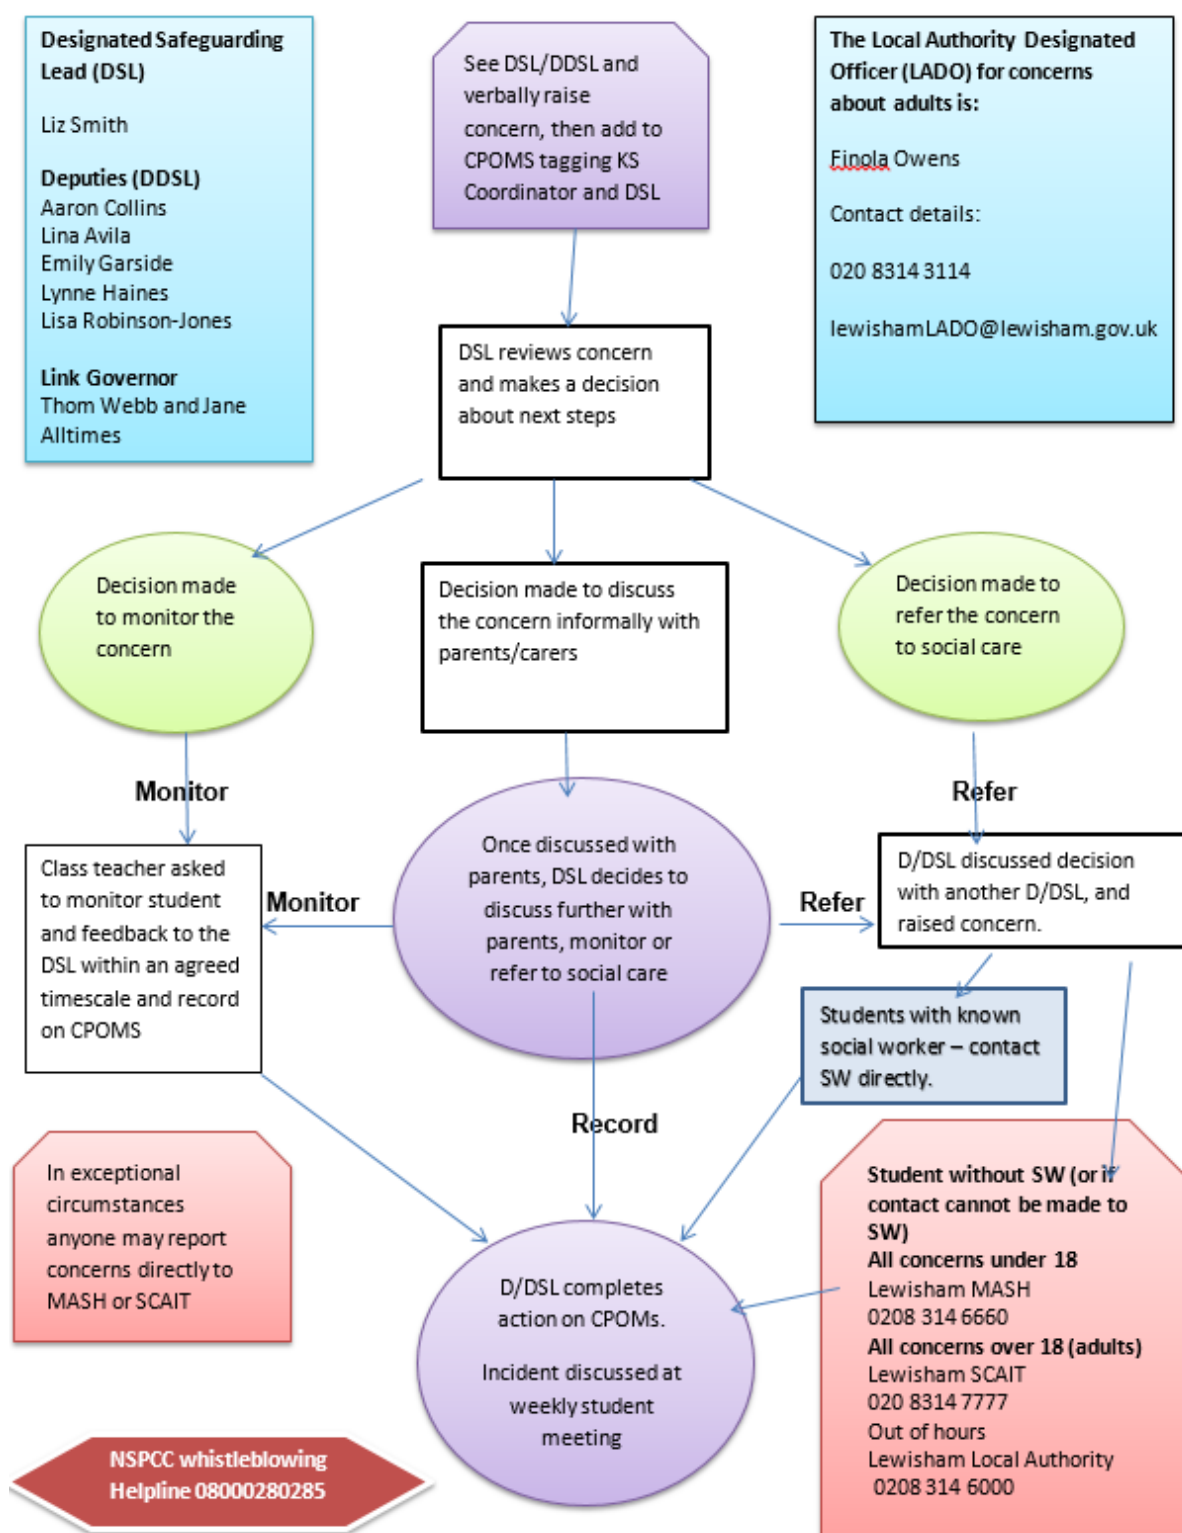 Designated Safeguarding
Lead (DSL)
Liz Smith
Deputies (DDSL)
Aaron Collins
Lina Avila
Emily Garside
Lynne Haines
Lisa Robinson-Jones
Link Governor
Thom Webb and Jane
Alltimes
See DSL/DDSL and
verbally raise
concern, then add to
CPOMS tagging KS
Coordinator and DSL
The Local Authority Designated
Officer (LADO) for concerns
about adults is:
Finola Owens
Contact details:
020 8314 3114
lewishamLADO@lewisham.gov.uk
DSL reviews concern
and makes a decision
about next steps
Decision made
to monitor the
concern
Decision made to discuss
the concern informally with
parents/carers
Decision made to
refer the concern
to social care
Monitor
Refer
Class teacher asked
to monitor student
and feedback to the
DSL within an agreed
timescale and record
on CPOMS
Monitor
Once discussed with
parents, DSL decides to
discuss further with
parents, monitor or
refer to social care
Refer
D/DSL discussed decision
with another D/DSL, and
raised concern.
Students with known
social worker – contact
SW directly.
Record
In exceptional
circumstances
anyone may report
concerns directly to
MASH or SCAIT
D/DSL completes
action on CPOMs.
Incident discussed at
weekly student
meeting
Student without SW (or if
contact cannot be made to
SW)
All concerns under 18
Lewisham MASH
0208 314 6660
All concerns over 18 (adults)
Lewisham SCAIT
020 8314 7777
Out of hours
Lewisham Local Authority
0208 314 6000
NSPCC whistleblowing
Helpline 08000280285